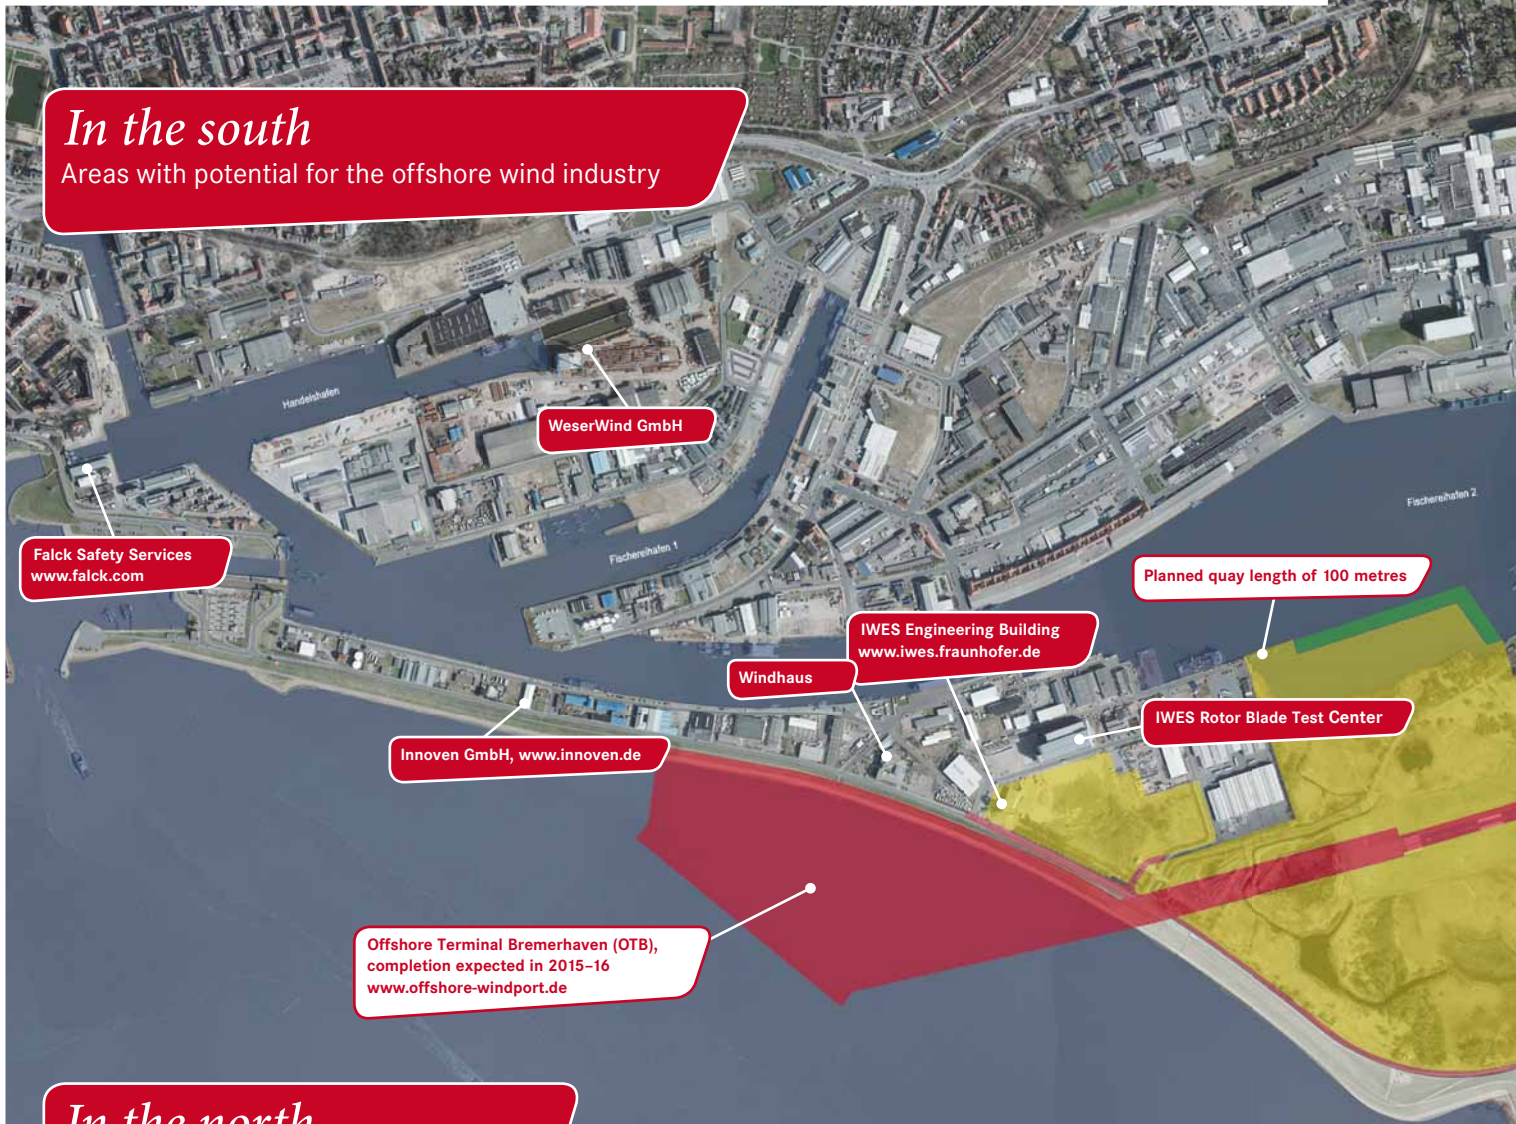 In the south
Areas with potential for the offshore wind industry
Handelshafen
WeserWind GmbH
Fischereihafen 2
Falck Safety Services
www.falck.com
Fischereihafen 1
Planned quay length of 100 metres
IWES Engineering Building
www.iwes.fraunhofer.de
Windhaus
IWES Rotor Blade Test Center
Innoven GmbH, www.innoven.de
Offshore Terminal Bremerhaven (OTB),
completion expected in 2015–16
www.offshore-windport.de
In the north